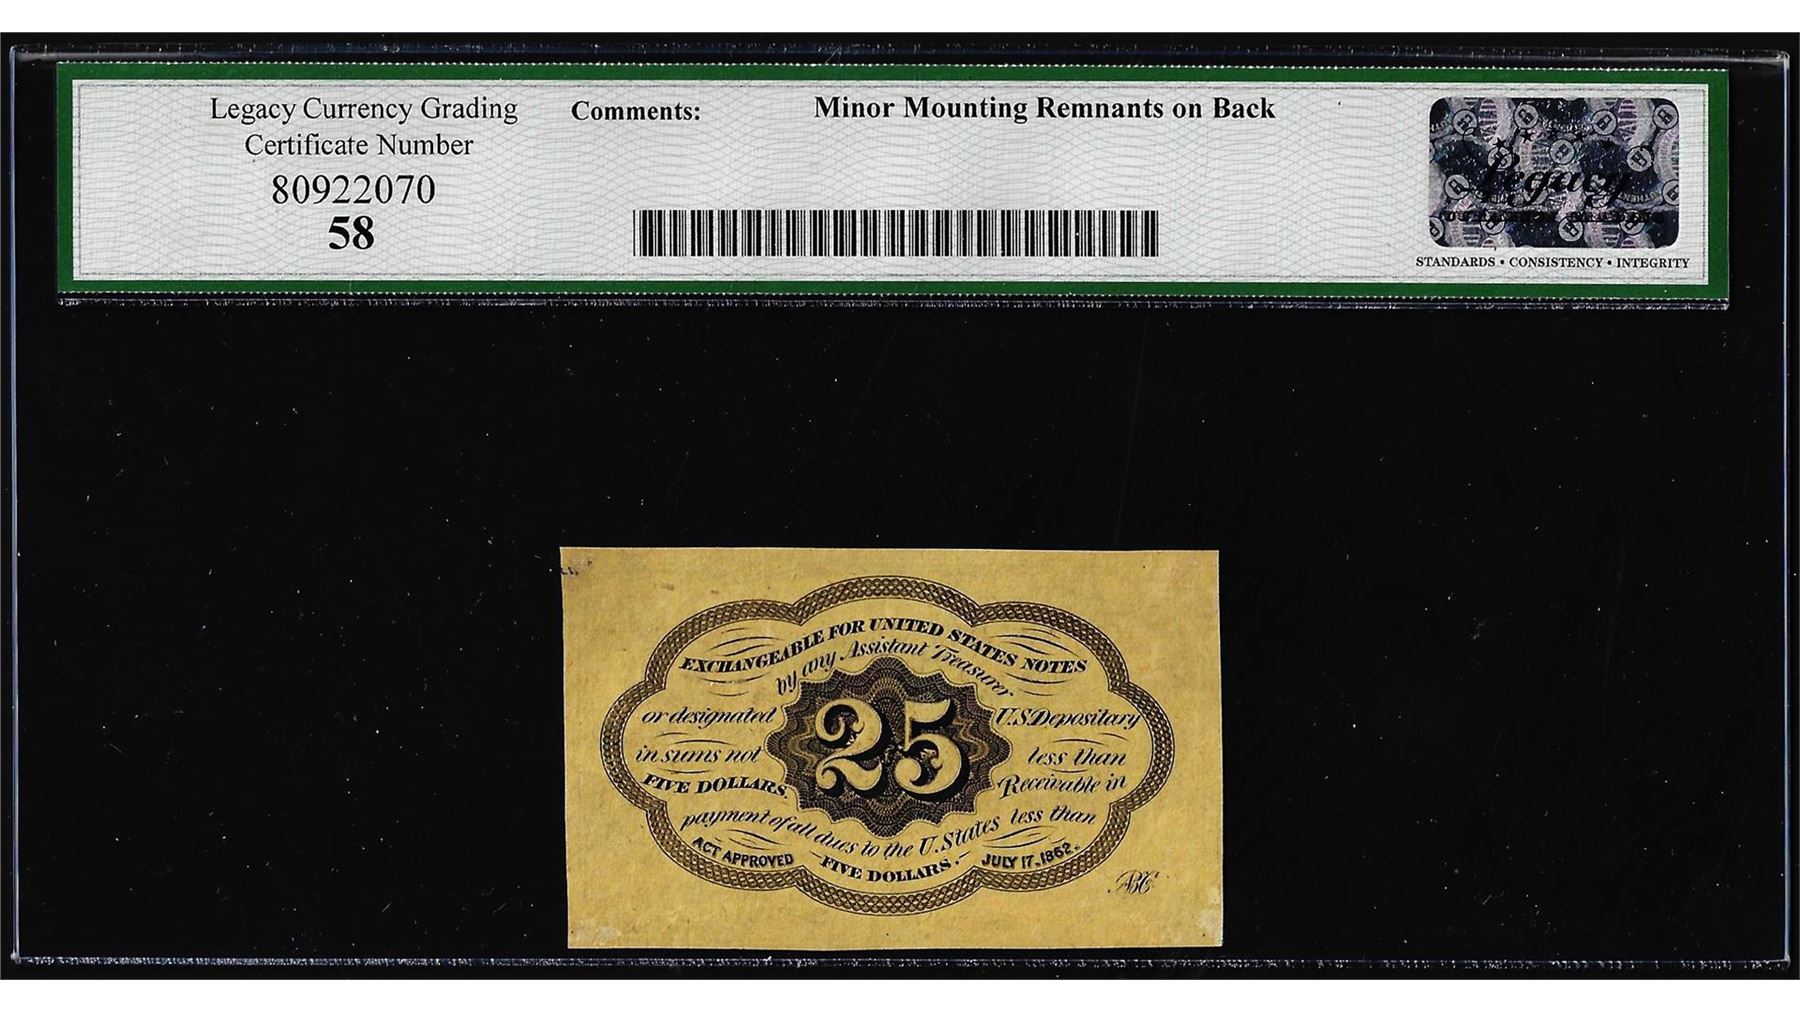 Legacy Currency Grading
Certificate Number
80922070
58
Comments:
Minor Mounting Remnants on Back
Legacy
STANDARDS • CONSISTENCY • INTEGRITY
EXCHANGEABLE FOR UNITED STATES NOTES
by any Assistant Treasurer
or designated U.S. Depositary
in sums not less than
FIVE DOLLARS. Receivable in
payment of all dues to the U. States less than
FIVE DOLLARS.
ACT APPROVED JULY 17. 1862.
25
ABCº